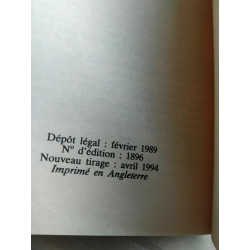 Dépôt légal : février 1989
N° d'édition : 1896
Nouveau tirage : avril 1994
Imprimé en Angleterre